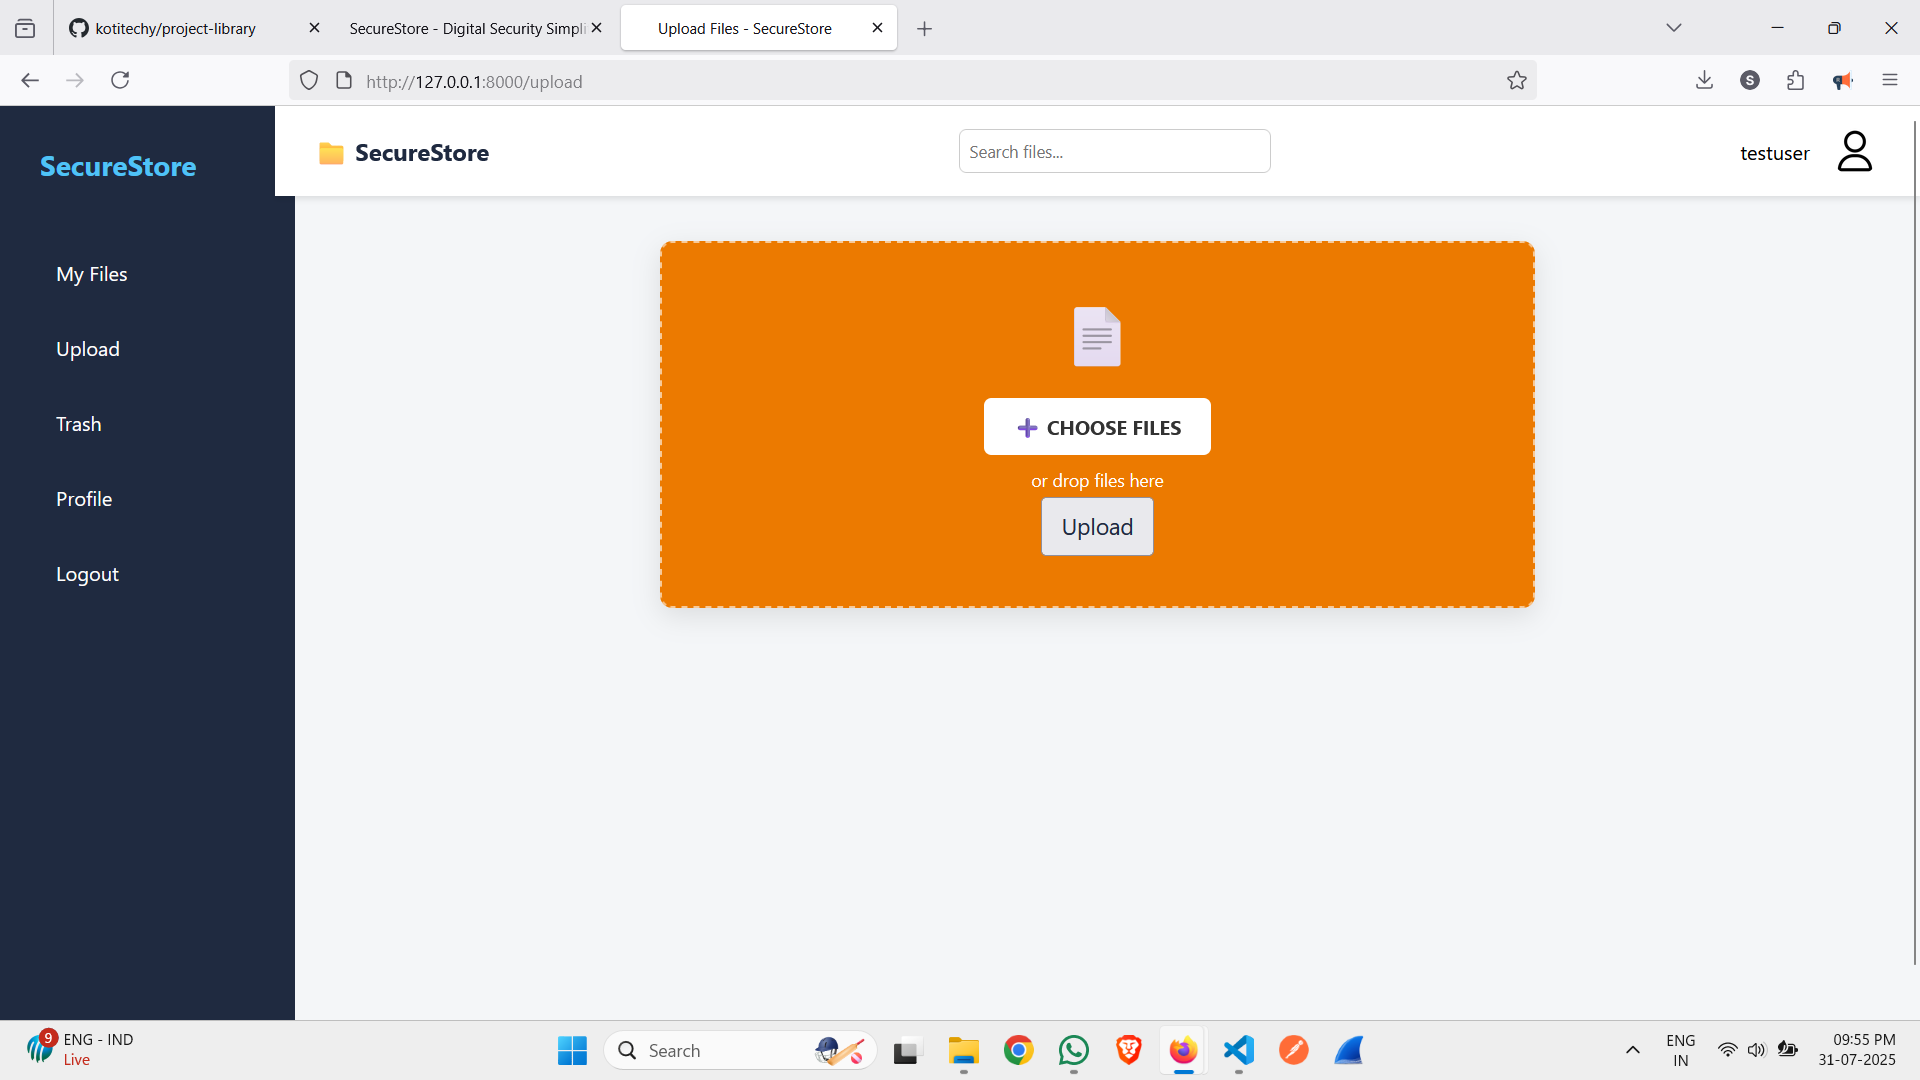 kotitechy/project-library
SecureStore - Digital Security Simpli
Upload Files - SecureStore
http://127.0.0.1:8000/upload
S
SecureStore
SecureStore
Search files...
testuser
My Files
Upload
Trash
Profile
Logout
CHOOSE FILES
or drop files here
Upload
9
ENG - IND
Live
Search
ENG
IN
09:55 PM
31-07-2025